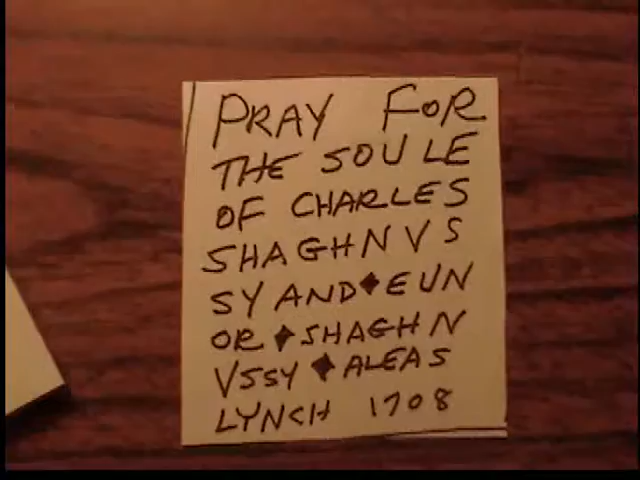 PRAY FOR
THE SOULE
OF CHARLES
SHAGHNVS
SY AND♦EUN
OR ♦SHAGHN
VSSY ♦ALEAS
LYNCH 1708